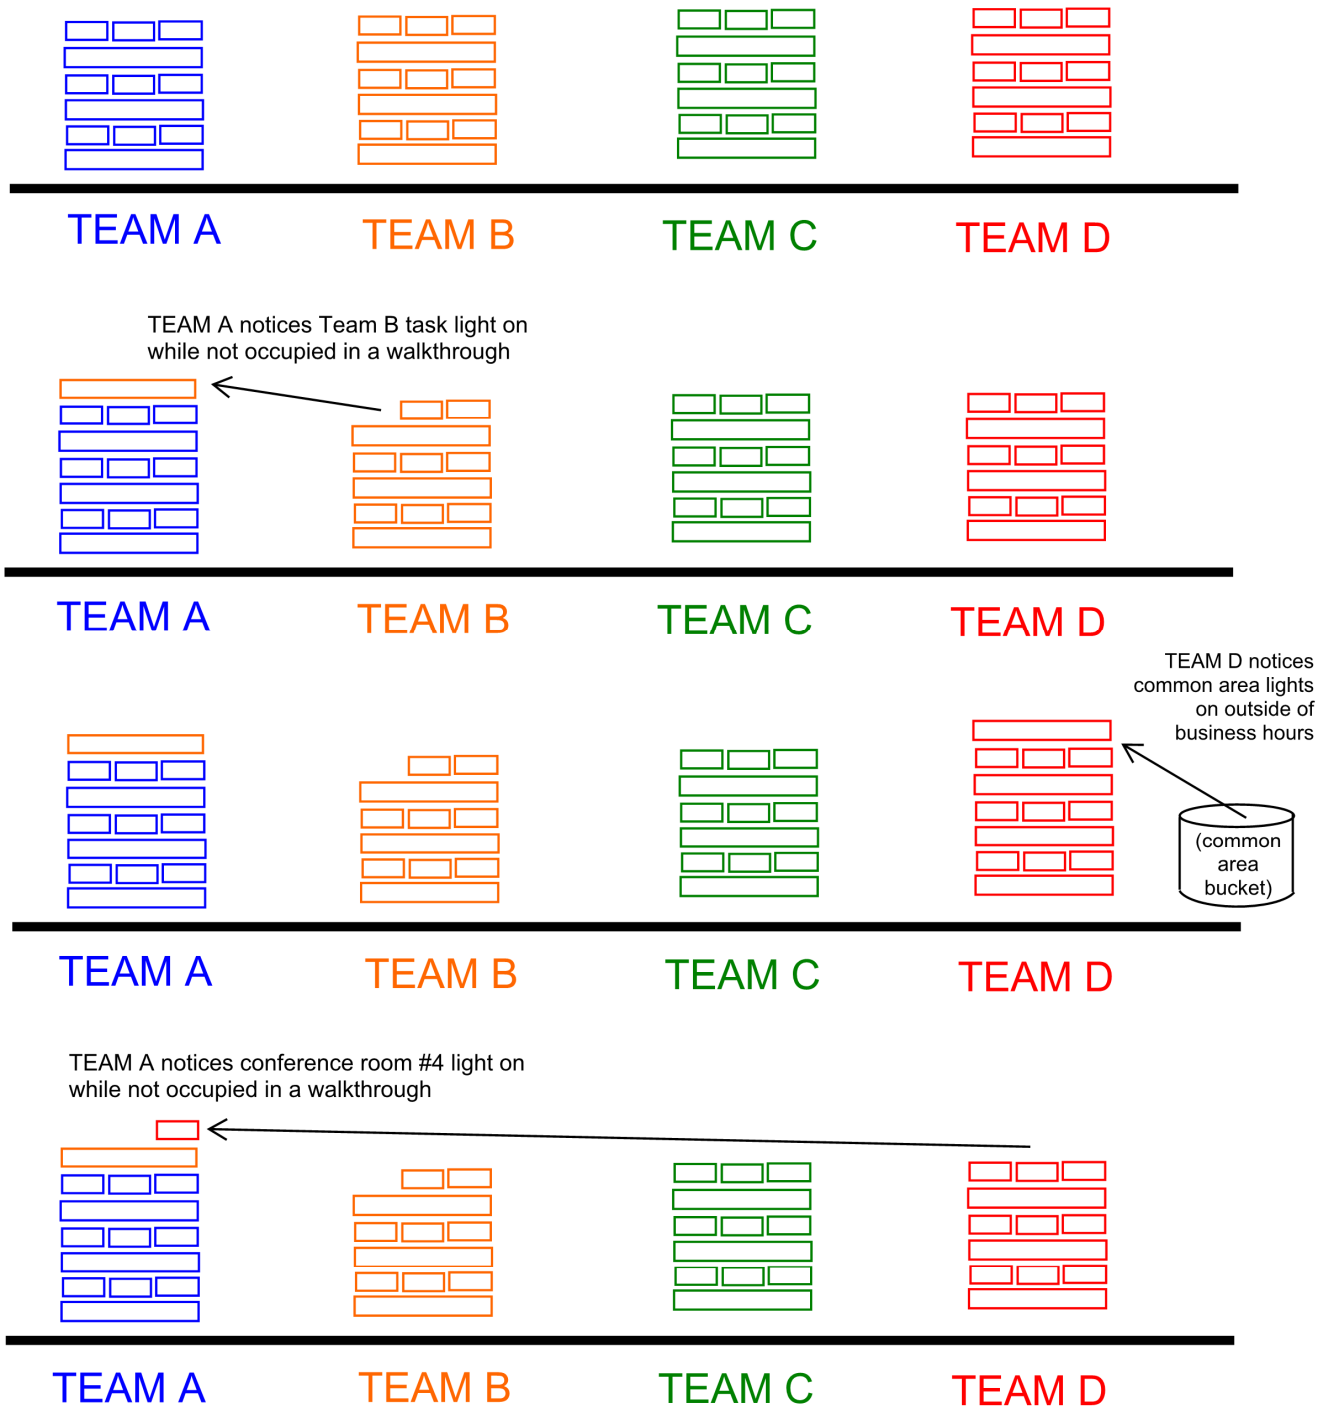 TEAM A
TEAM B
TEAM C
TEAM D
TEAM A notices Team B task light on
while not occupied in a walkthrough
TEAM A
TEAM B
TEAM C
TEAM D
TEAM D notices
common area lights
on outside of
business hours
(common
area
bucket)
TEAM A
TEAM B
TEAM C
TEAM D
TEAM A notices conference room #4 light on
while not occupied in a walkthrough
TEAM A
TEAM B
TEAM C
TEAM D